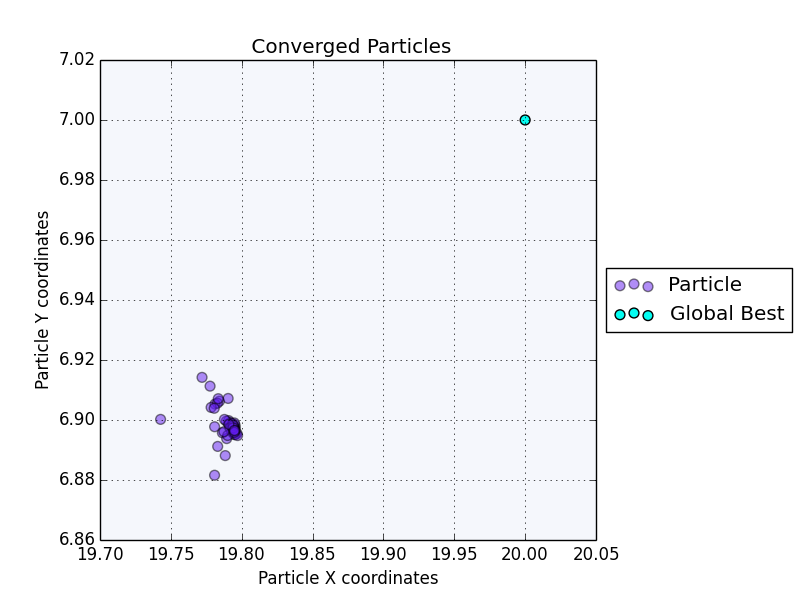 Converged Particles
7.02
7.00
6.98
6.96
6.94
6.92
6.90
6.88
6.86
Particle Y coordinates
19.70 19.75 19.80 19.85 19.90 19.95 20.00 20.05
Particle X coordinates
Particle
Global Best